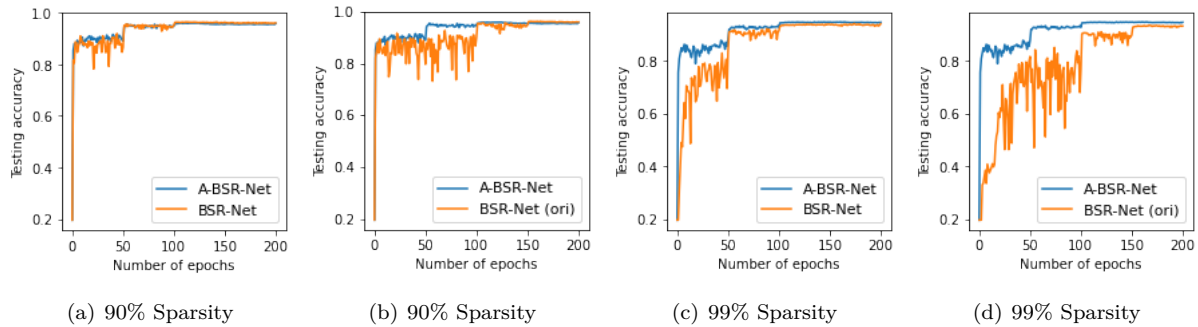 1.0
0.8
0.6
0.4
0.2
Testing accuracy
A-BSR-Net
BSR-Net
0 50 100 150 200
Number of epochs
(a) 90% Sparsity
1.0
0.8
0.6
0.4
0.2
Testing accuracy
A-BSR-Net
BSR-Net (ori)
0 50 100 150 200
Number of epochs
(b) 90% Sparsity
0.8
0.6
0.4
0.2
Testing accuracy
A-BSR-Net
BSR-Net
0 50 100 150 200
Number of epochs
(c) 99% Sparsity
0.8
0.6
0.4
0.2
Testing accuracy
A-BSR-Net
BSR-Net (ori)
0 50 100 150 200
Number of epochs
(d) 99% Sparsity